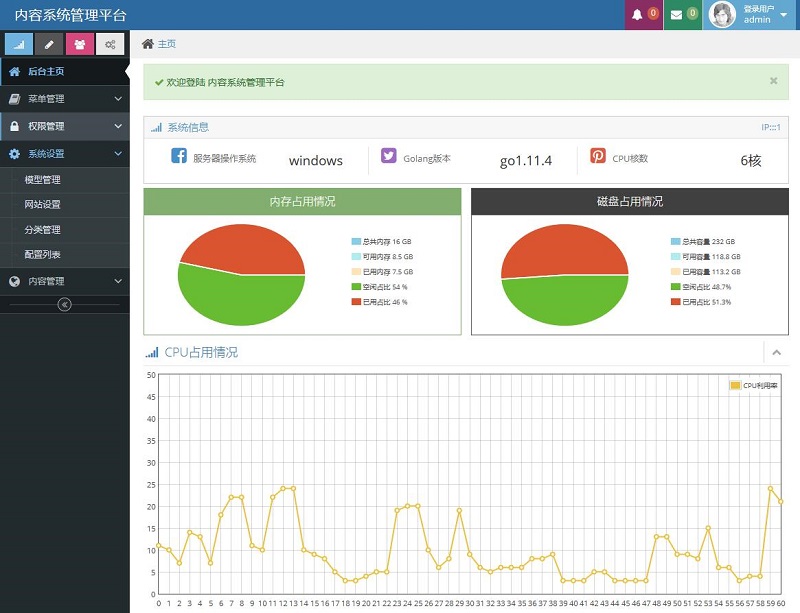 内容系统管理平台
0
0
登录用户
admin
主页
后台主页
菜单管理
权限管理
系统设置
模型管理
网站设置
分类管理
配置列表
内容管理
欢迎登陆 内容系统管理平台
系统信息
IP:::1
服务器操作系统 windows
Golang版本 go1.11.4
CPU核数 6核
内存占用情况
总共内存 16 GB
可用内存 8.5 GB
已用内存 7.5 GB
空闲占比 54 %
已用占比 46 %
磁盘占用情况
总共容量 232 GB
可用容量 118.8 GB
已用容量 113.2 GB
空闲占比 48.7%
已用占比 51.3%
CPU占用情况
CPU利用率
50
45
40
35
30
25
20
15
10
5
0
0 1 2 3 4 5 6 7 8 9 10 11 12 13 14 15 16 17 18 19 20 21 22 23 24 25 26 27 28 29 30 31 32 33 34 35 36 37 38 39 40 41 42 43 44 45 46 47 48 49 50 51 52 53 54 55 56 57 58 59 60